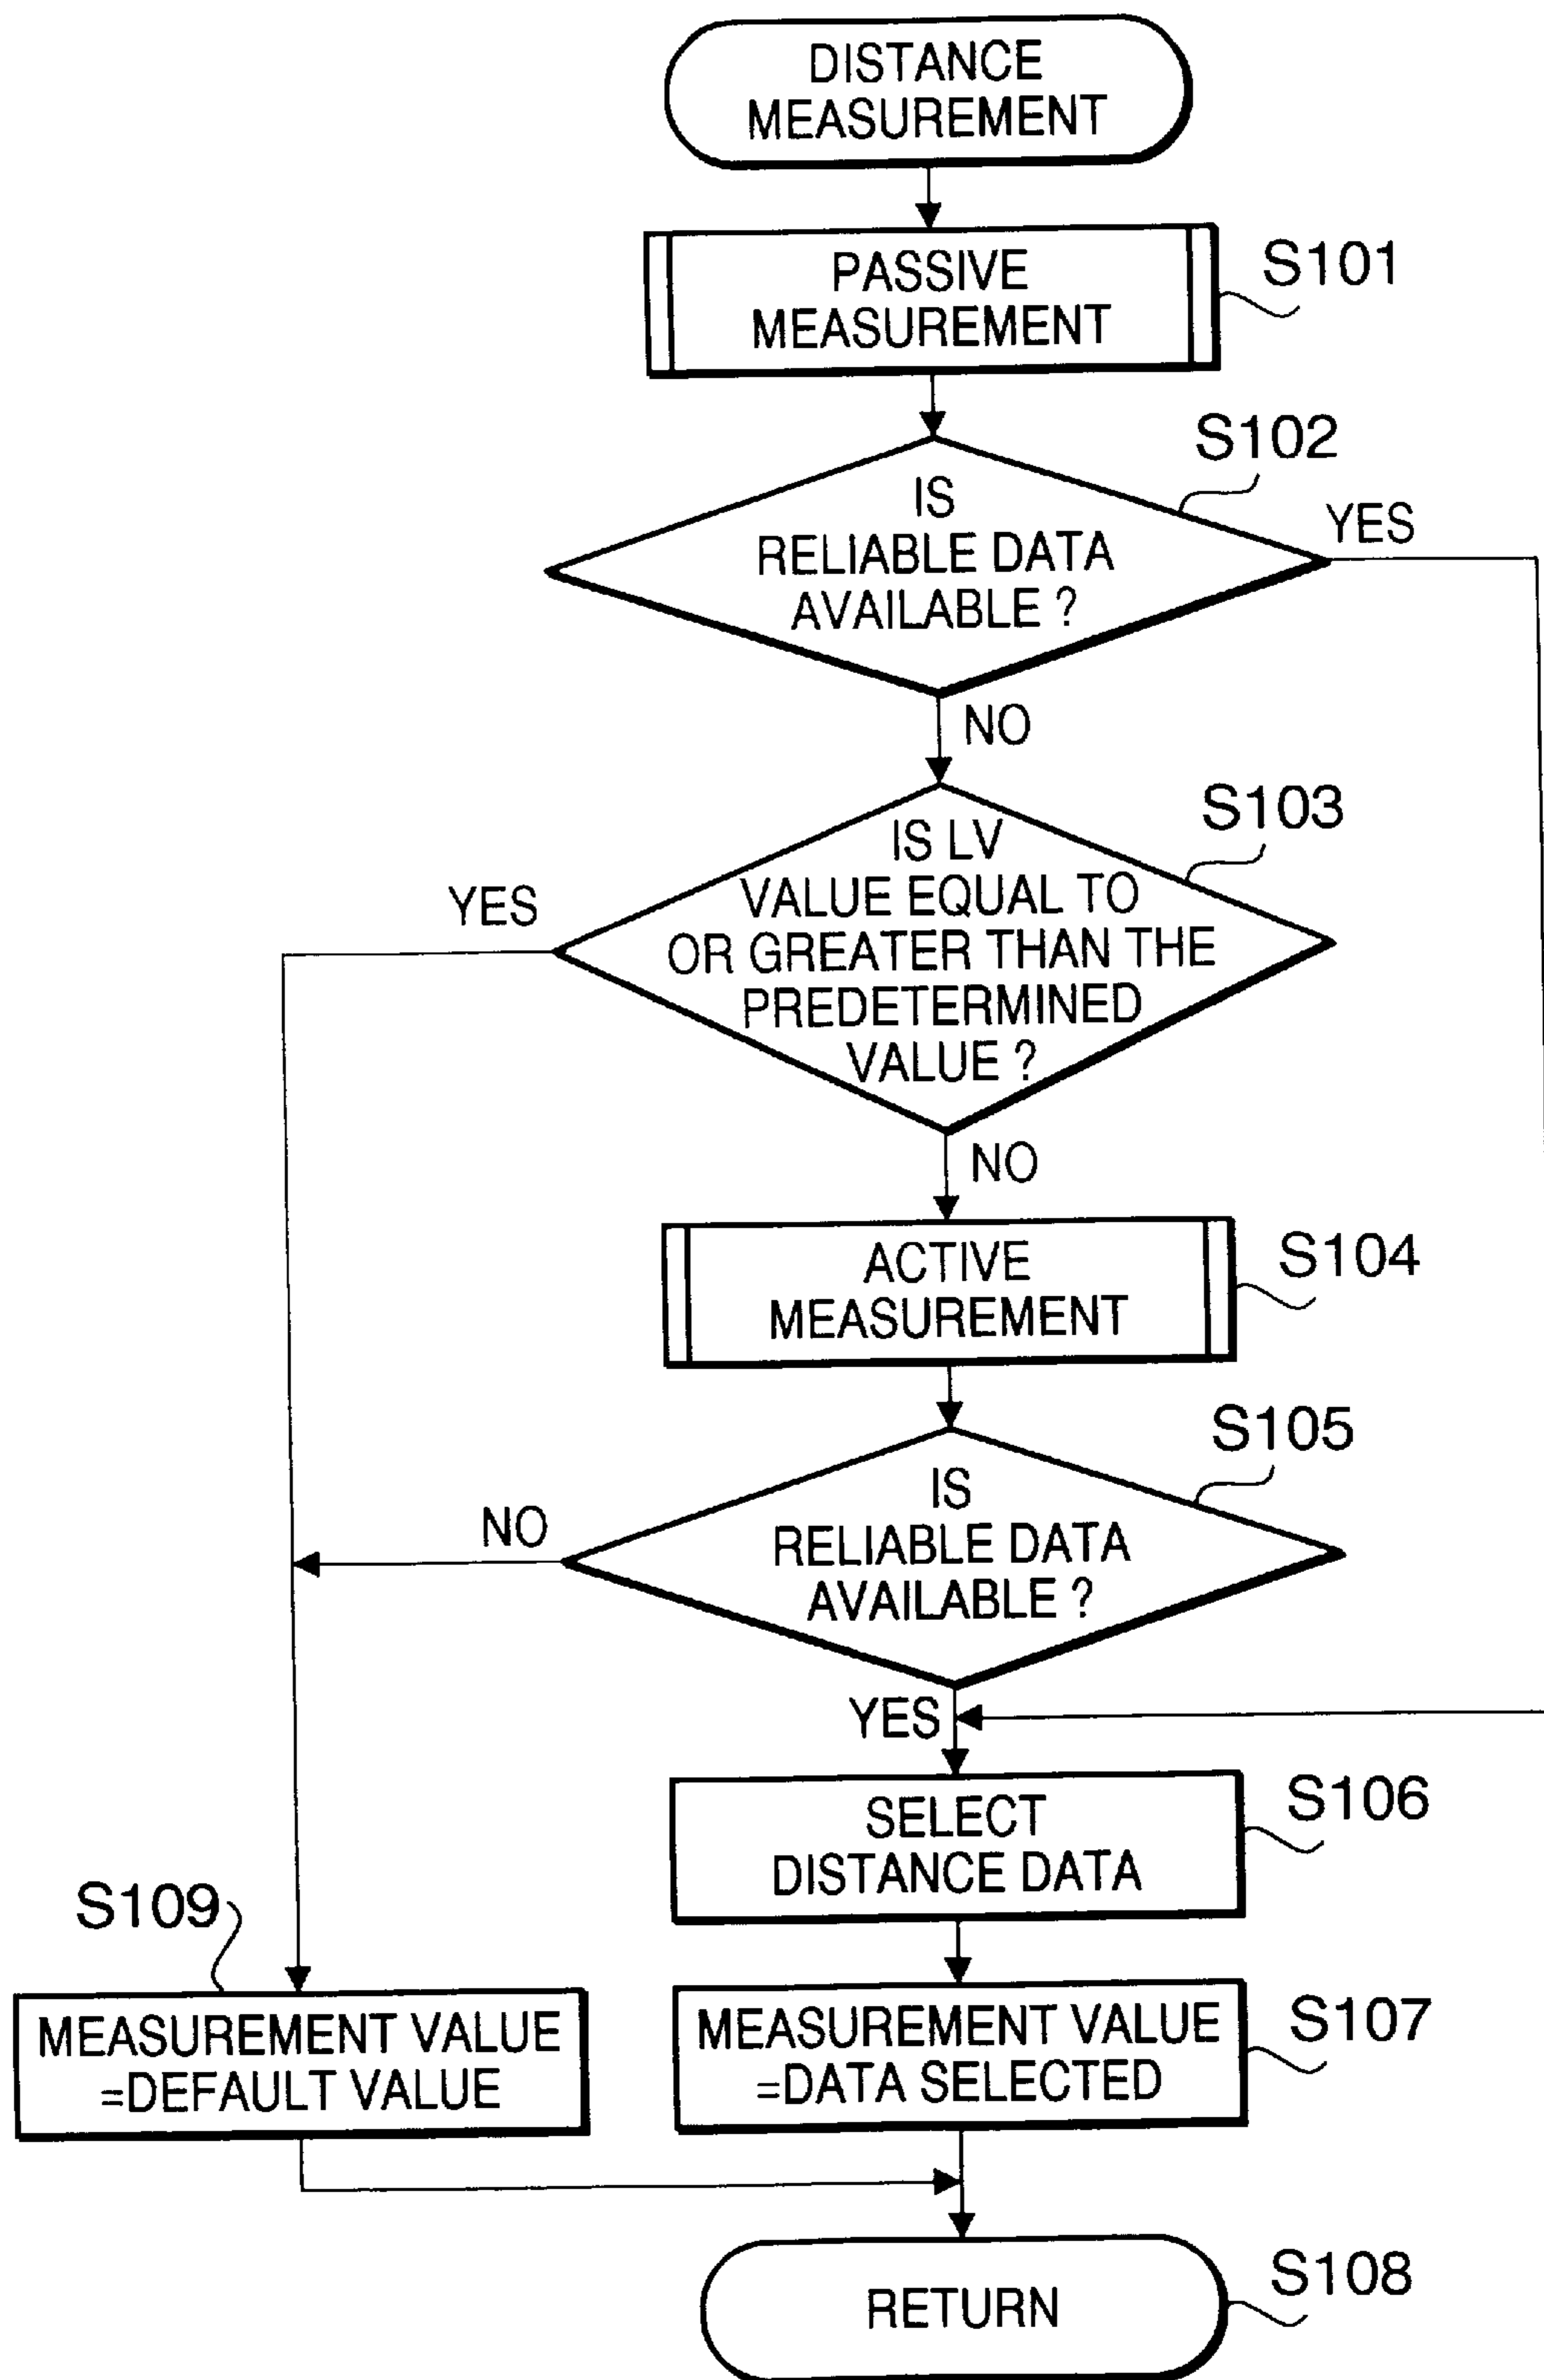 DISTANCE
MEASUREMENT
PASSIVE
MEASUREMENT
S101
S102
IS
RELIABLE DATA
AVAILABLE ?
YES
NO
S103
IS LV
VALUE EQUAL TO
OR GREATER THAN THE
PREDETERMINED
VALUE ?
YES
NO
ACTIVE
MEASUREMENT
S104
S105
IS
RELIABLE DATA
AVAILABLE ?
NO
YES
SELECT
DISTANCE DATA
S106
S109
MEASUREMENT VALUE
=DEFAULT VALUE
MEASUREMENT VALUE
=DATA SELECTED
S107
RETURN
S108